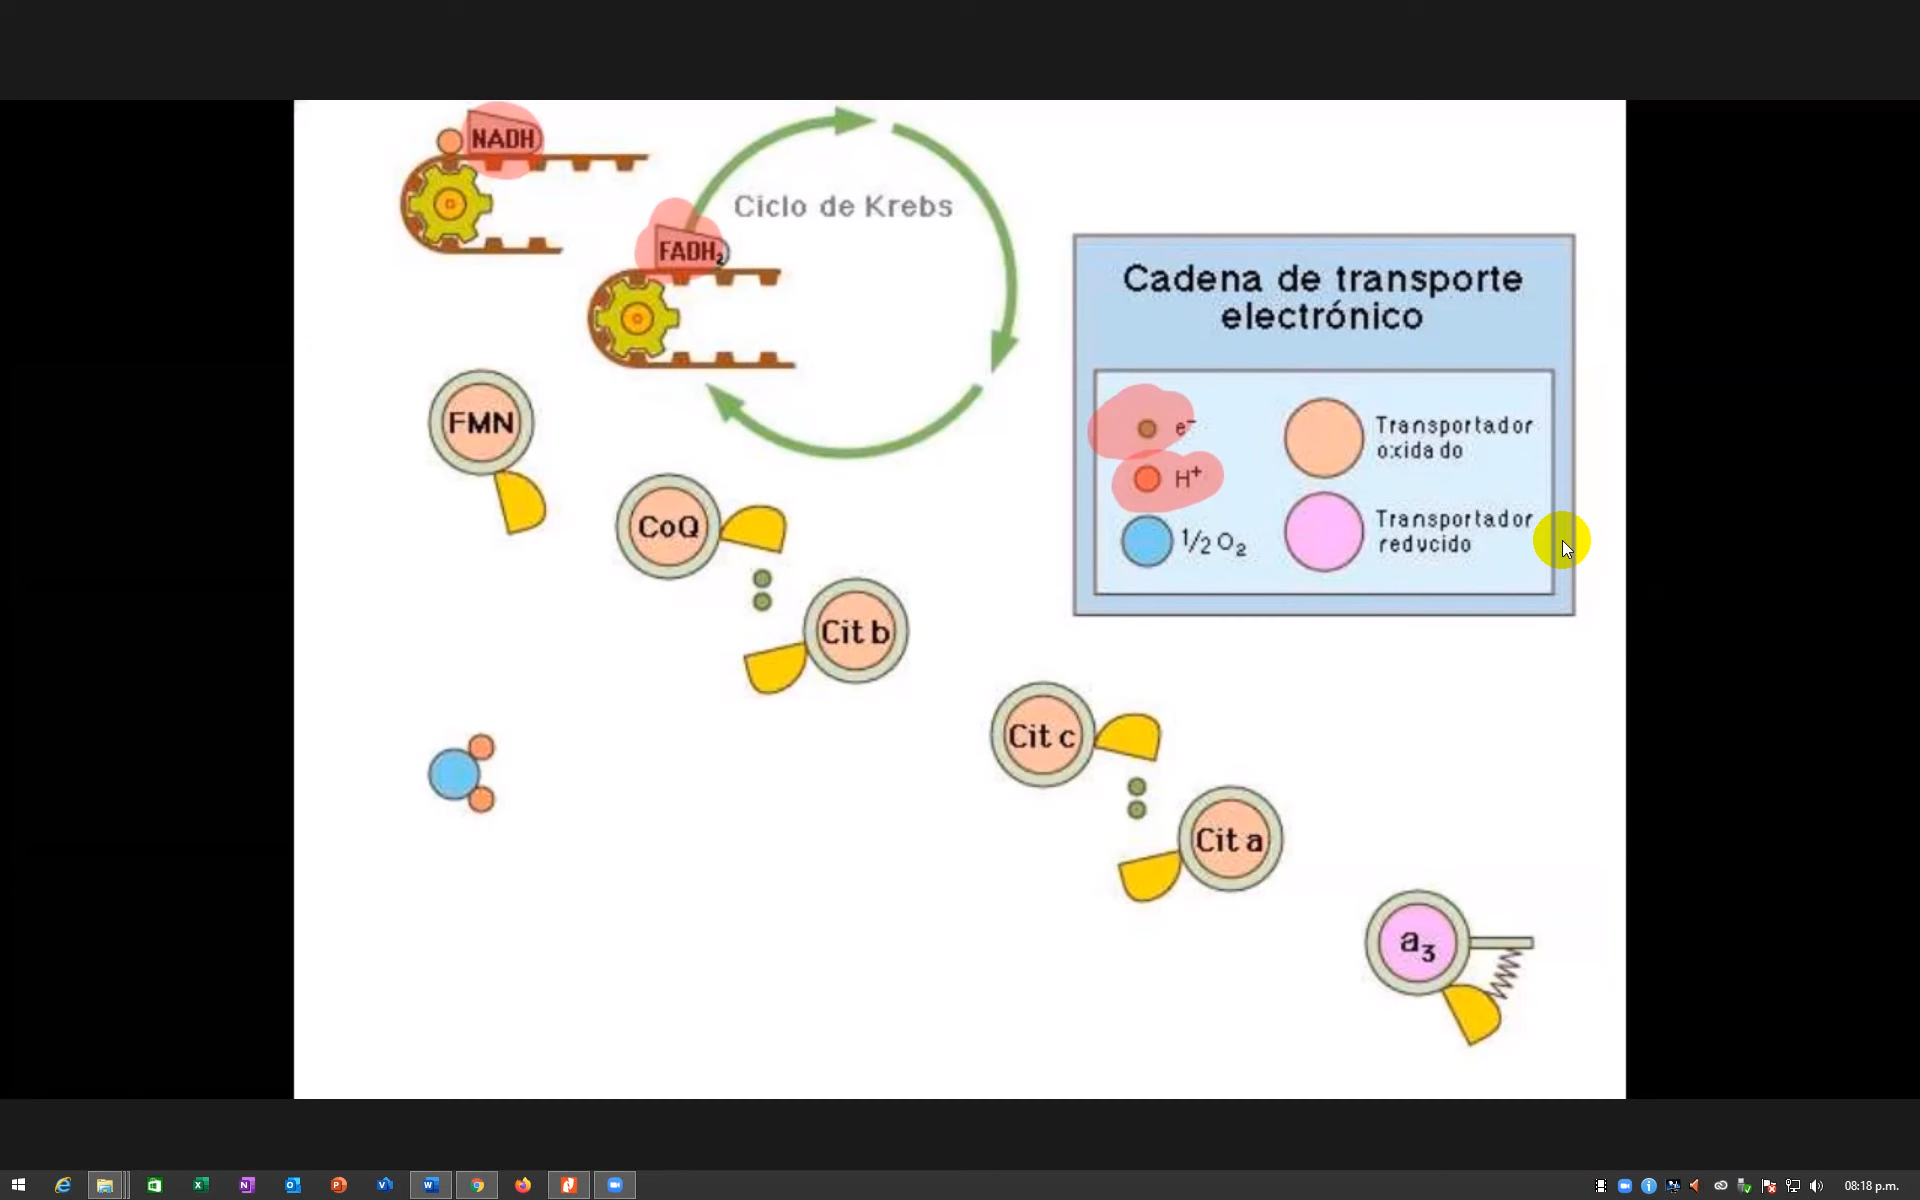 NADH
Ciclo de Krebs
FADH₂
Cadena de transporte
electrónico
FMN
e⁻
Transportador
oxidado
H⁺
CoQ
1/2 O₂
Transportador
reducido
Cit b
Cit c
Cit a
a₃
08:18 p.m.